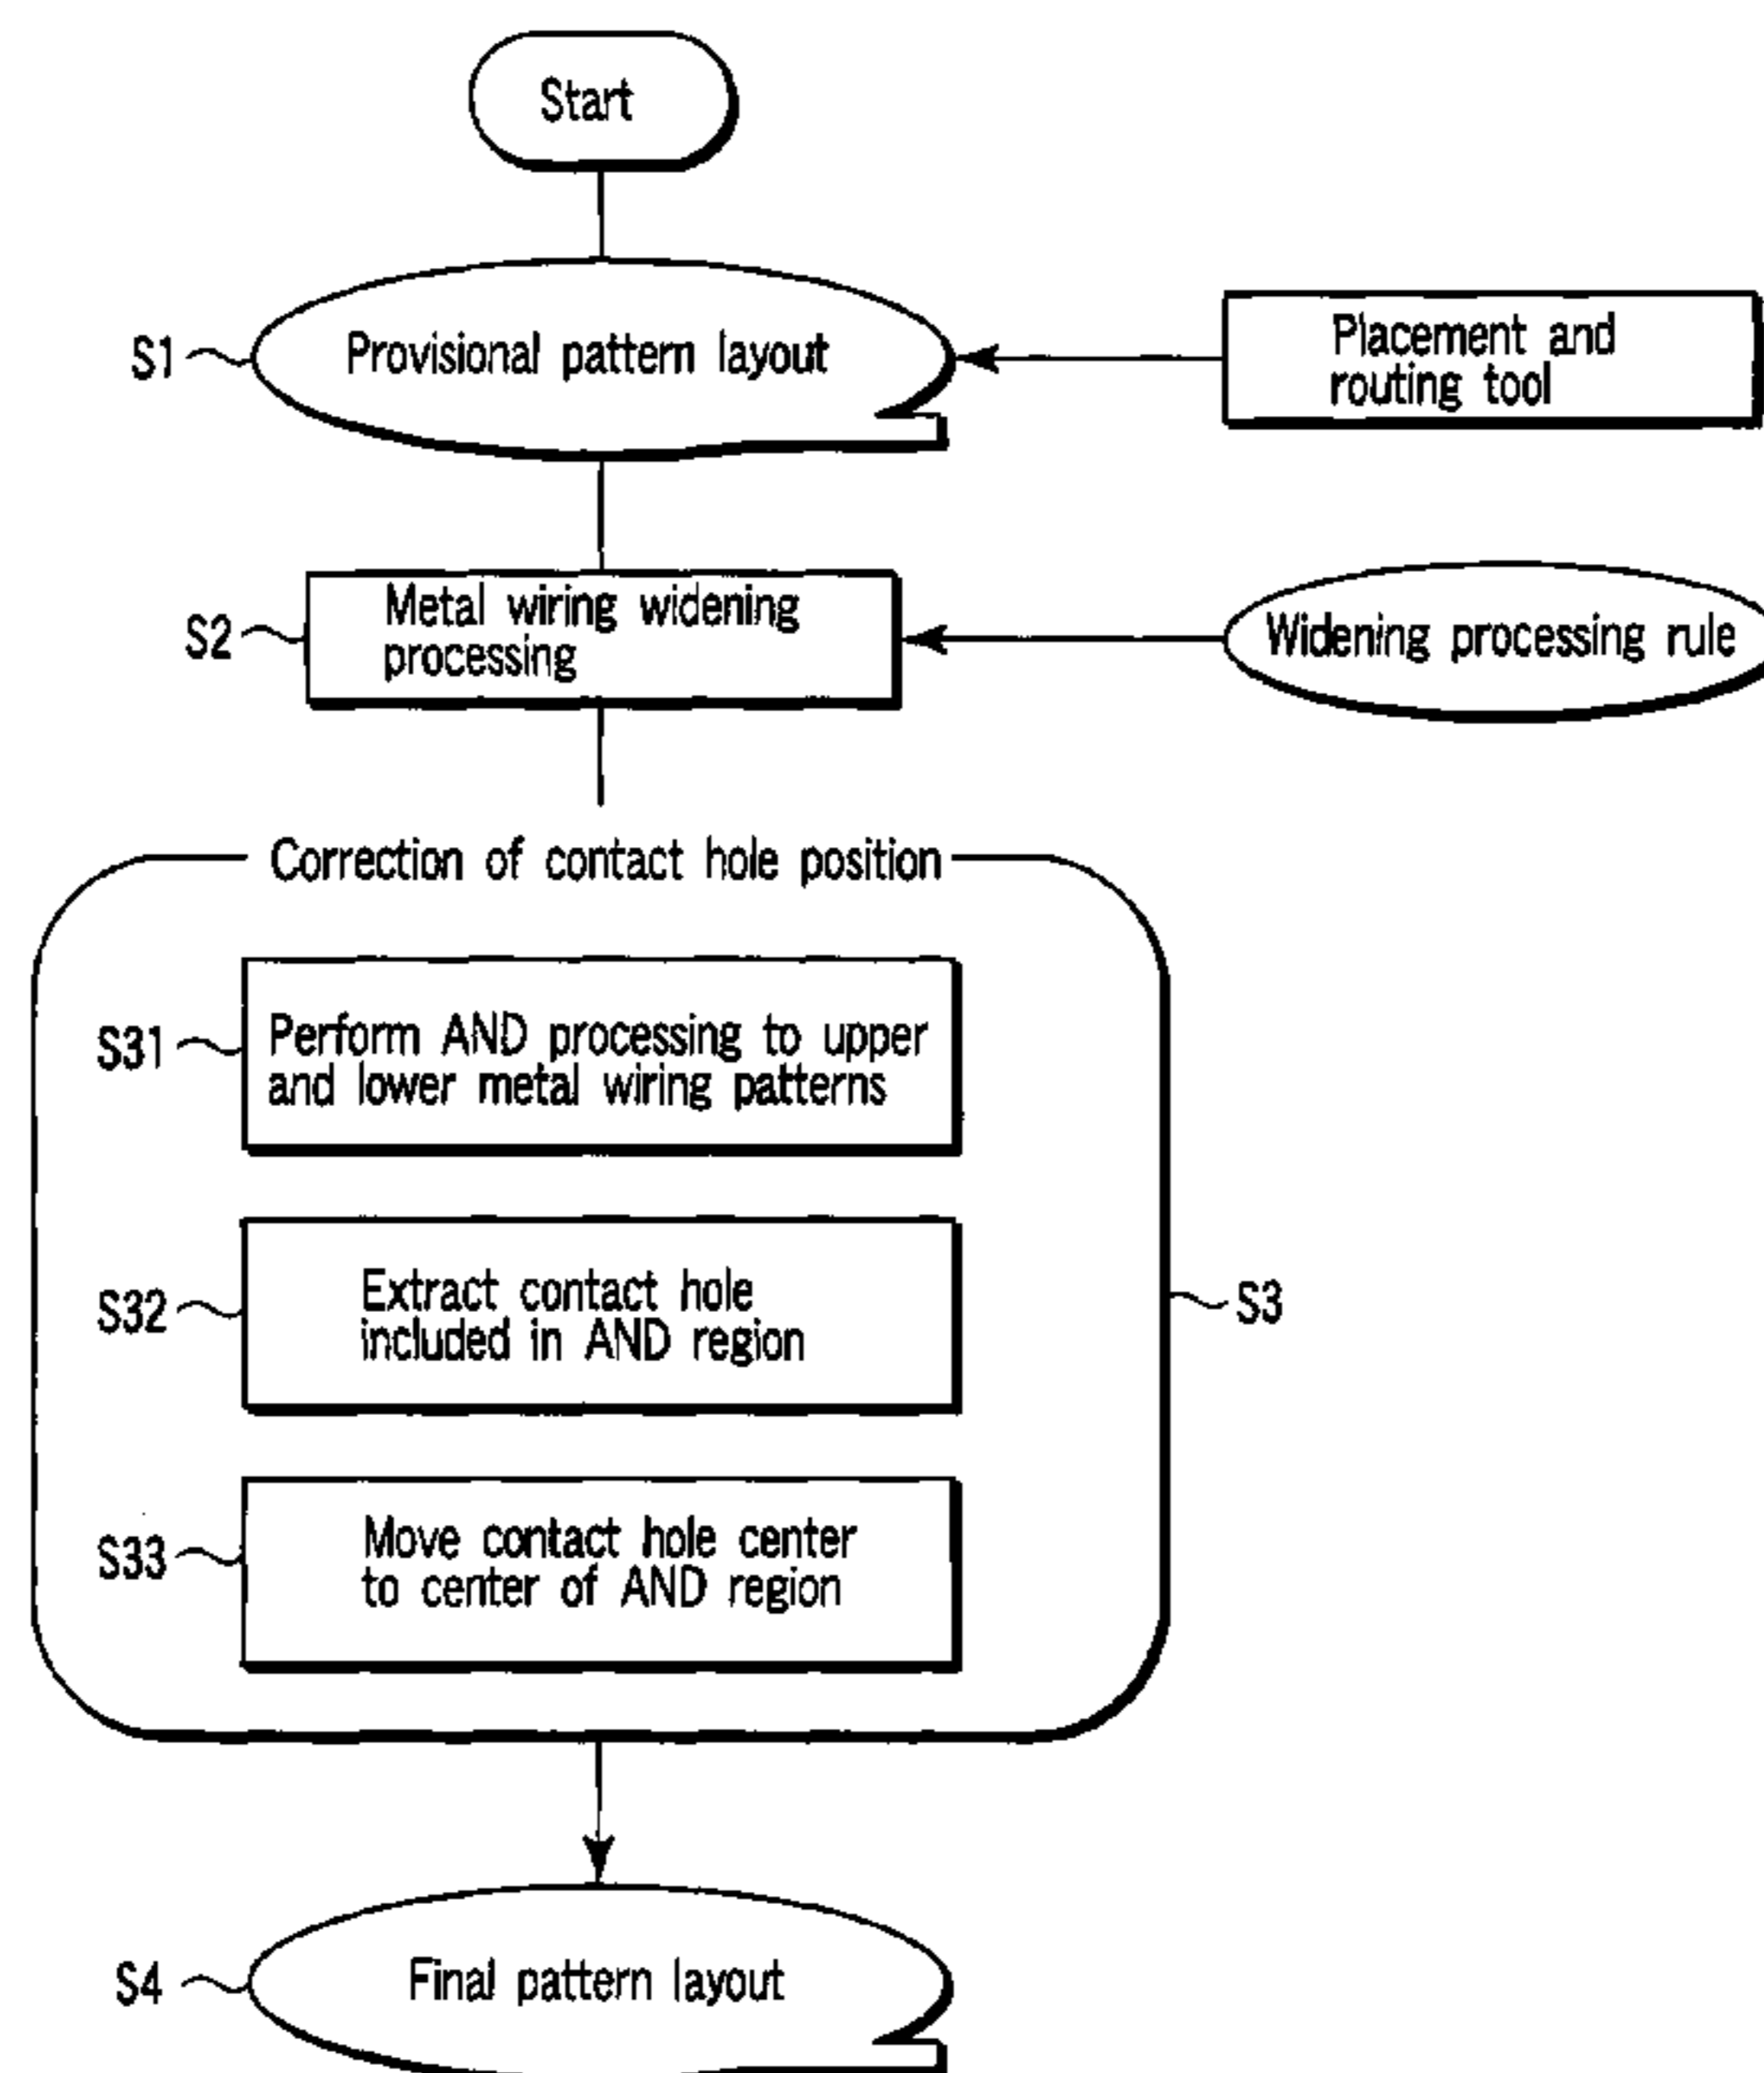 Start
S1
Provisional pattern layout
Placement and
routing tool
S2
Metal wiring widening
processing
Widening processing rule
Correction of contact hole position
S31
Perform AND processing to upper
and lower metal wiring patterns
S32
Extract contact hole
included in AND region
S3
S33
Move contact hole center
to center of AND region
S4
Final pattern layout